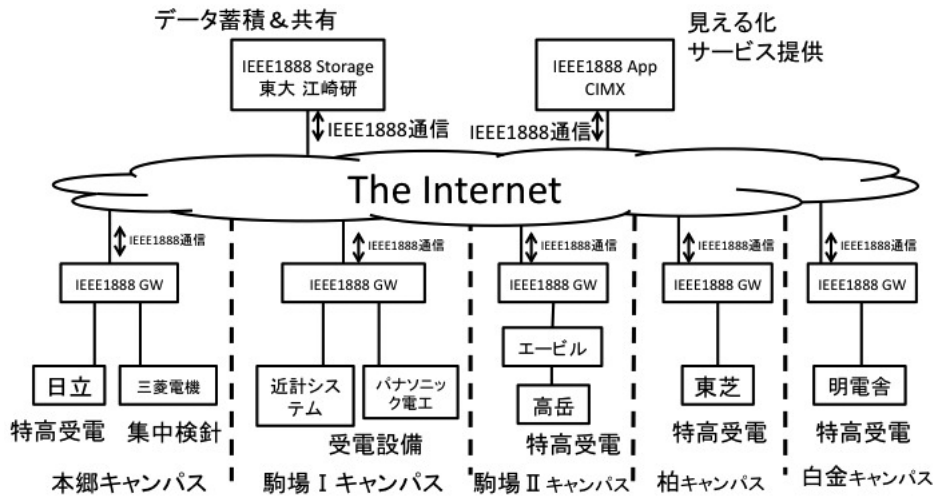 データ蓄積&共有
見える化
サービス提供
IEEE1888 Storage
東大 江崎研
IEEE1888 App
CIMX
IEEE1888通信
IEEE1888通信
The Internet
IEEE1888通信
IEEE1888通信
IEEE1888通信
IEEE1888通信
IEEE1888通信
IEEE1888 GW
IEEE1888 GW
IEEE1888 GW
IEEE1888 GW
IEEE1888 GW
日立
三菱電機
近計シス
テム
パナソニッ
ク電工
エービル
高岳
東芝
明電舎
特高受電
集中検針
受電設備
特高受電
特高受電
特高受電
本郷キャンパス
駒場Ⅰキャンパス
駒場Ⅱキャンパス
柏キャンパス
白金キャンパス